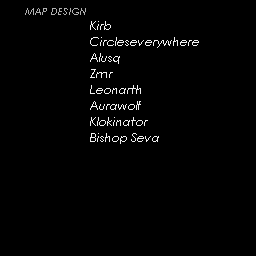 MAP DESIGN
Kirb
Circleseverywhere
Alusq
Zmr
Leonarth
Aurawolf
Klokinator
Bishop Seva